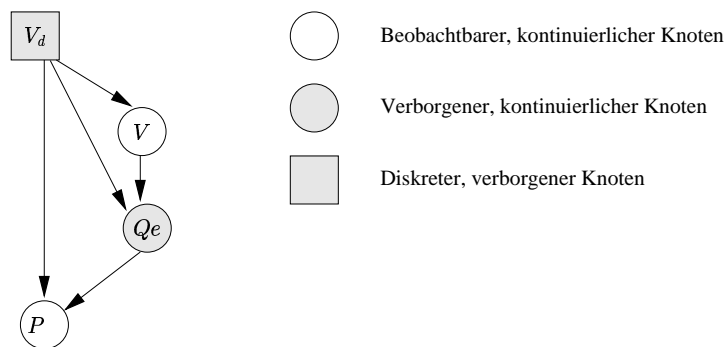 V_d
Beobachtbarer, kontinuierlicher Knoten
Verborgener, kontinuierlicher Knoten
V
Diskreter, verborgener Knoten
Qe
P